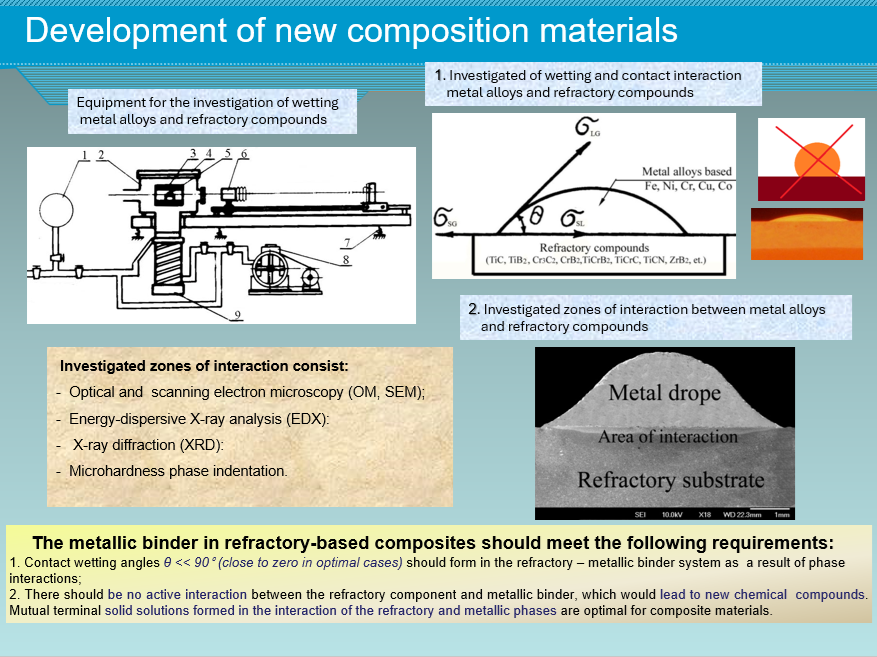 Development of new composition materials
Equipment for the investigation of wetting
metal alloys and refractory compounds
1. Investigated of wetting and contact interaction
metal alloys and refractory compounds
1 2 3 4 5 6
7
8
9
σLG
Metal alloys based
Fe, Ni, Cr, Cu, Co
σSG
θ
σSL
Refractory compounds
(TiC, TiB2, Cr3C2, CrB2,TiCrB2, TiCrC, TiCN, ZrB2, et.)
2. Investigated zones of interaction between metal alloys
and refractory compounds
Investigated zones of interaction consist:
- Optical and scanning electron microscopy (OM, SEM);
- Energy-dispersive X-ray analysis (EDX):
- X-ray diffraction (XRD):
- Microhardness phase indentation.
Metal drope
Area of interaction
Refractory substrate
SEI 10.0kV X18 WD 22.3mm 1mm
The metallic binder in refractory-based composites should meet the following requirements:
1. Contact wetting angles θ << 90° (close to zero in optimal cases) should form in the refractory – metallic binder system as a result of phase
interactions;
2. There should be no active interaction between the refractory component and metallic binder, which would lead to new chemical compounds.
Mutual terminal solid solutions formed in the interaction of the refractory and metallic phases are optimal for composite materials.